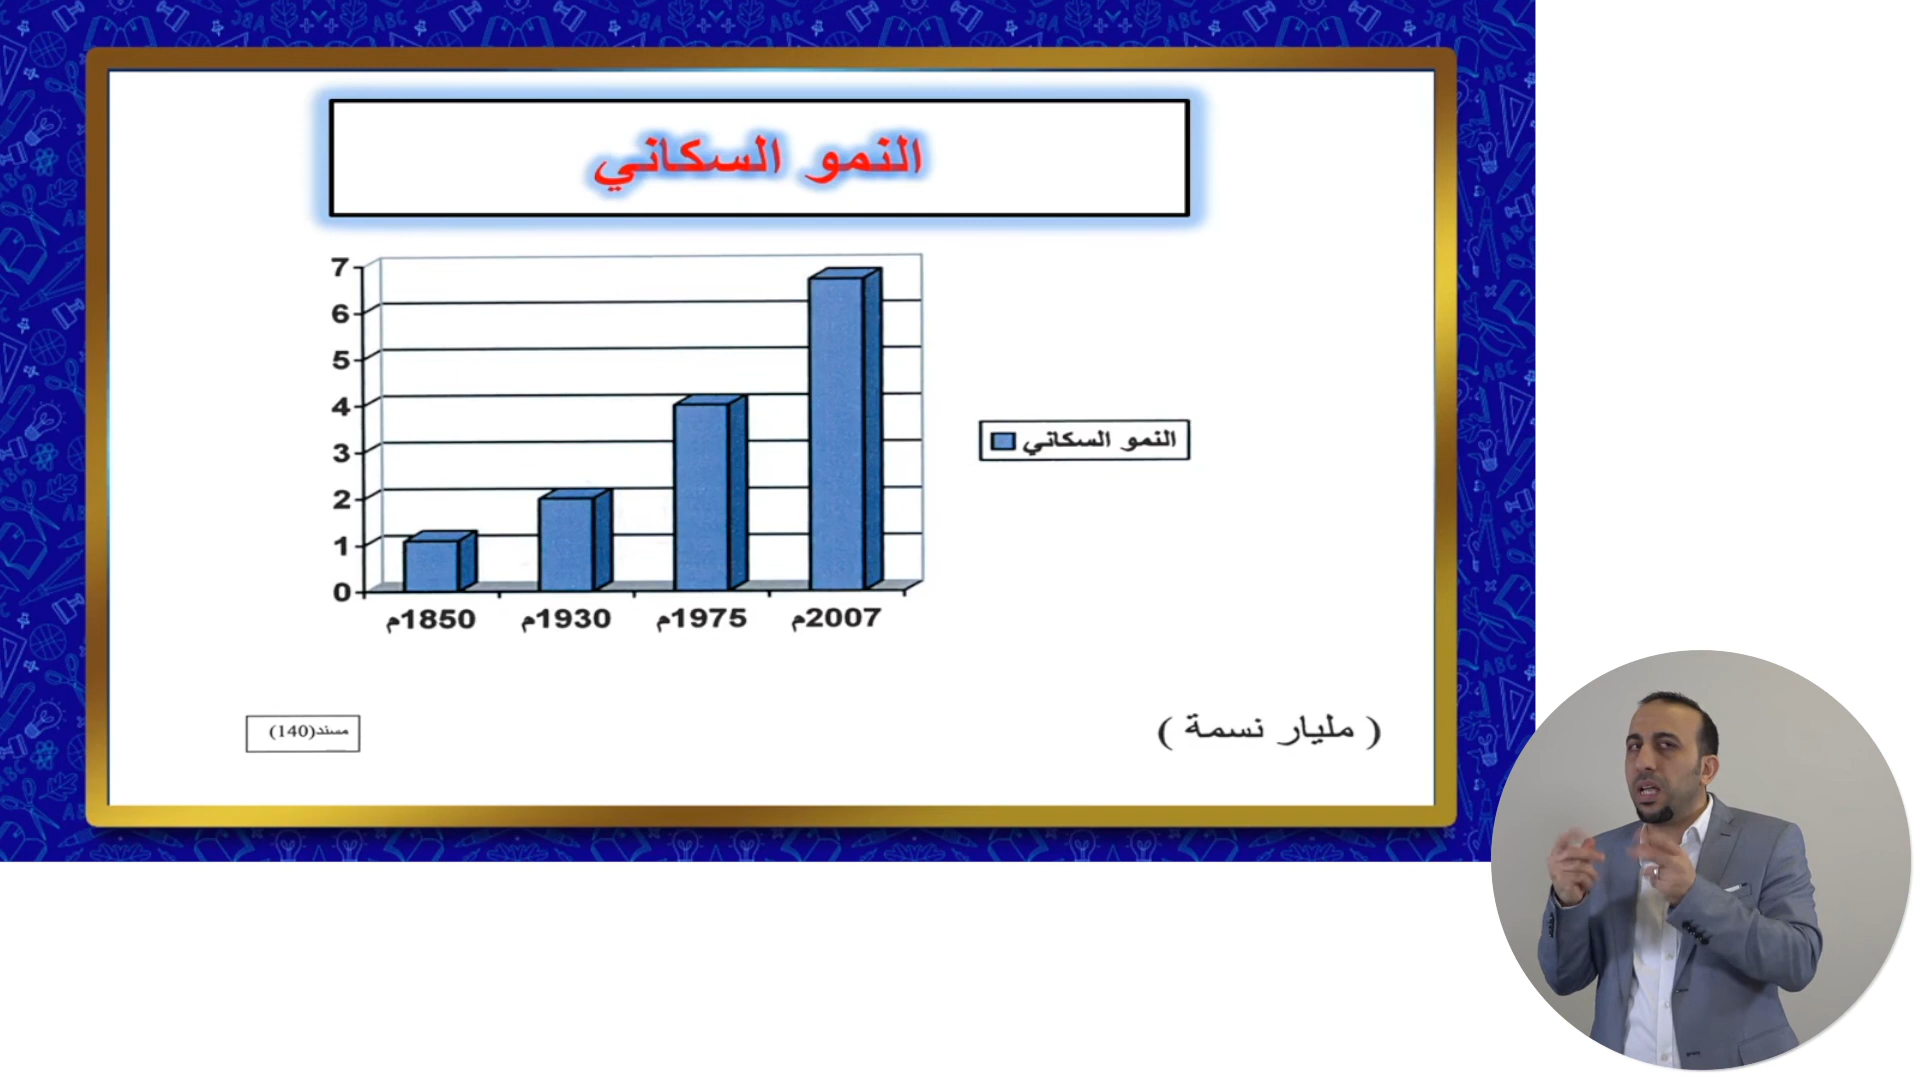 النمو السكاني
7
6
5
4
3
2
1
0
1850م
1930م
1975م
2007م
النمو السكاني
( مليار نسمة )
مسند(140)